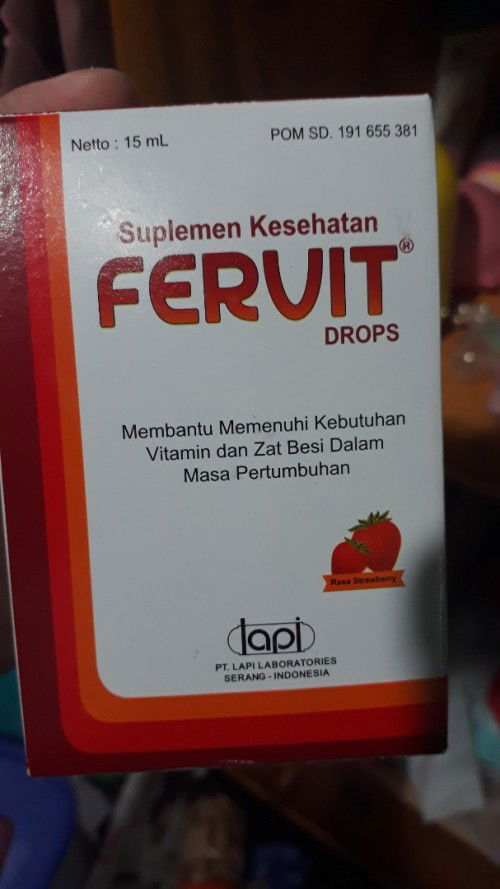 Netto : 15 mL
POM SD. 191 655 381
Suplemen Kesehatan
FERVIT®
DROPS
Membantu Memenuhi Kebutuhan
Vitamin dan Zat Besi Dalam
Masa Pertumbuhan
Rasa Strawberry
lapi
PT. LAPI LABORATORIES
SERANG - INDONESIA